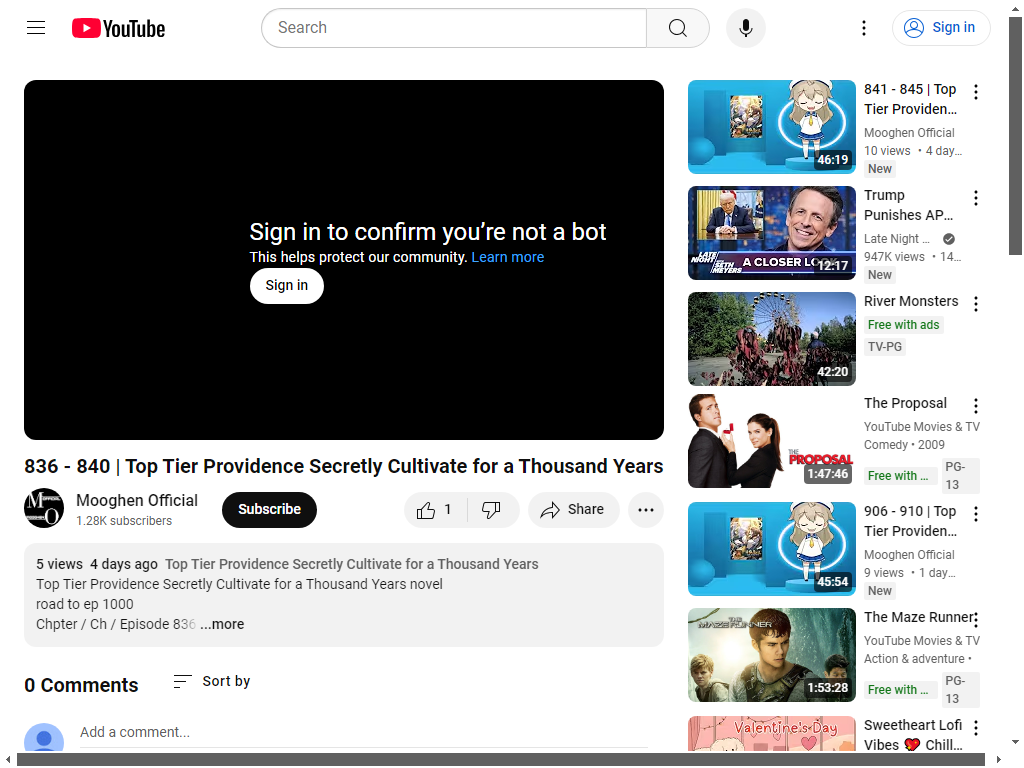 YouTube
Search
Sign in
Sign in to confirm you’re not a bot
This helps protect our community. Learn more
Sign in
836 - 840 | Top Tier Providence Secretly Cultivate for a Thousand Years
Mooghen Official
1.28K subscribers
Subscribe
1
Share
5 views 4 days ago Top Tier Providence Secretly Cultivate for a Thousand Years
Top Tier Providence Secretly Cultivate for a Thousand Years novel
road to ep 1000
Chpter / Ch / Episode 836 ...more
0 Comments
Sort by
Add a comment...
46:19
841 - 845 | Top
Tier Providen...
Mooghen Official
10 views • 4 day...
New
LATE NIGHT WITH SETH MEYERS
A CLOSER LOOK
12:17
Trump
Punishes AP...
Late Night ...
947K views • 14...
New
42:20
River Monsters
Free with ads
TV-PG
THE PROPOSAL
1:47:46
The Proposal
YouTube Movies & TV
Comedy • 2009
Free with ...
PG-
13
45:54
906 - 910 | Top
Tier Providen...
Mooghen Official
9 views • 1 day...
New
THE MAZE RUNNER
1:53:28
The Maze Runner
YouTube Movies & TV
Action & adventure •
Free with ...
PG-
13
Valentine's Day
Sweetheart Lofi
Vibes 💖 Chill...